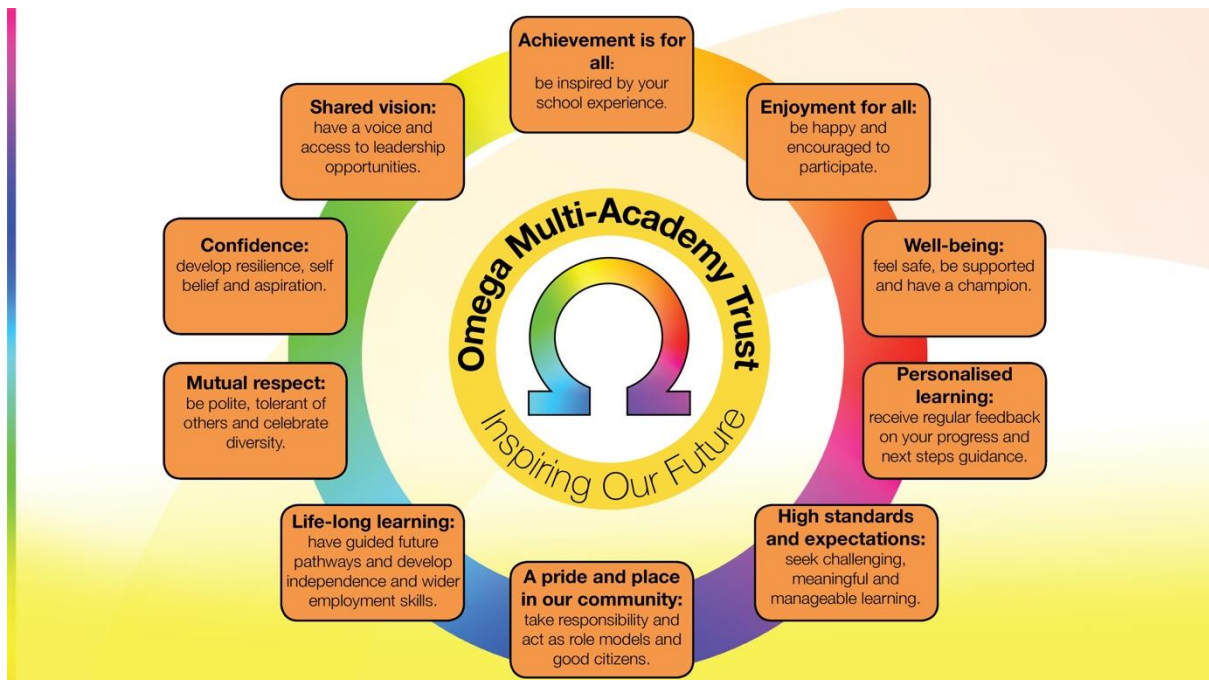 Achievement is for
all:
be inspired by your
school experience.
Enjoyment for all:
be happy and
encouraged to
participate.
Well-being:
feel safe, be supported
and have a champion.
Personalised
learning:
receive regular feedback
on your progress and
next steps guidance.
High standards
and expectations:
seek challenging,
meaningful and
manageable learning.
A pride and place
in our community:
take responsibility and
act as role models and
good citizens.
Life-long learning:
have guided future
pathways and develop
independence and wider
employment skills.
Mutual respect:
be polite, tolerant of
others and celebrate
diversity.
Confidence:
develop resilience, self
belief and aspiration.
Shared vision:
have a voice and
access to leadership
opportunities.
Omega Multi-Academy Trust
Ω
Inspiring Our Future